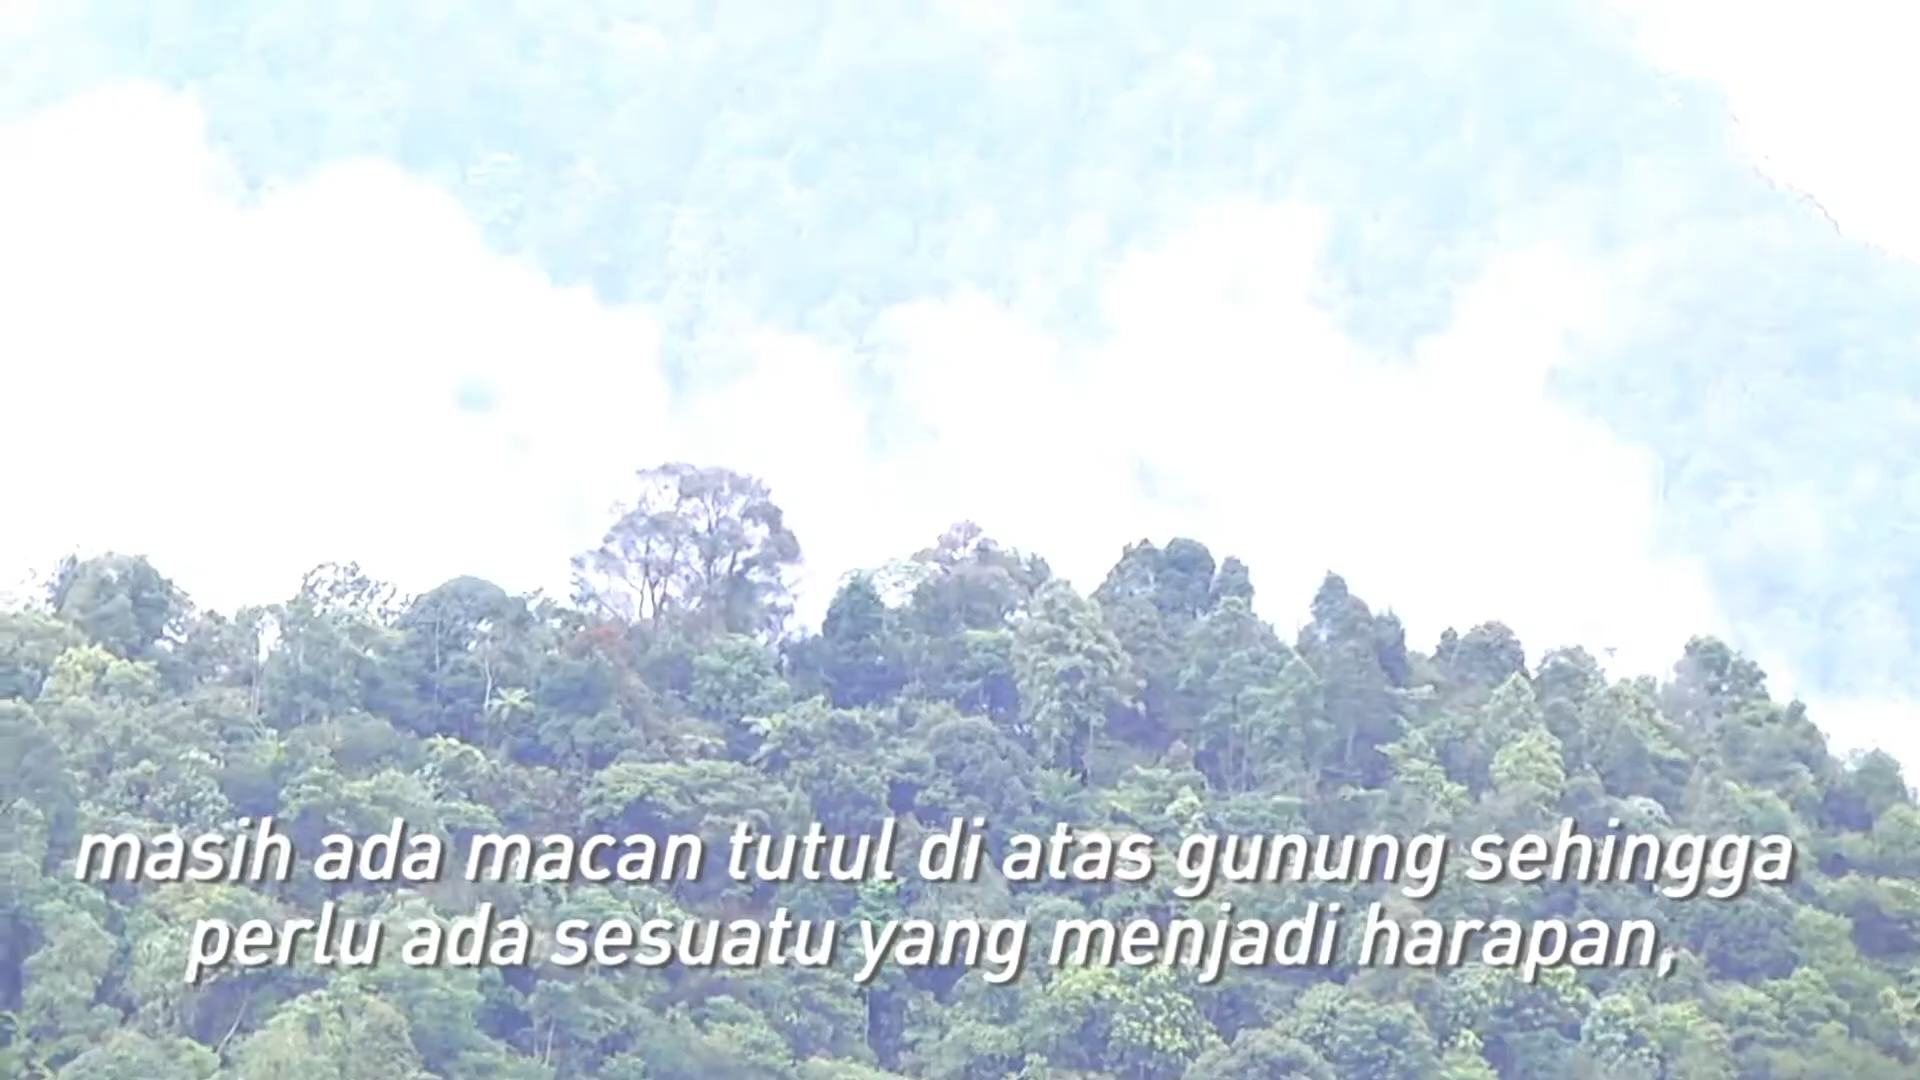 masih ada macan tutul di atas gunung sehingga
perlu ada sesuatu yang menjadi harapan,